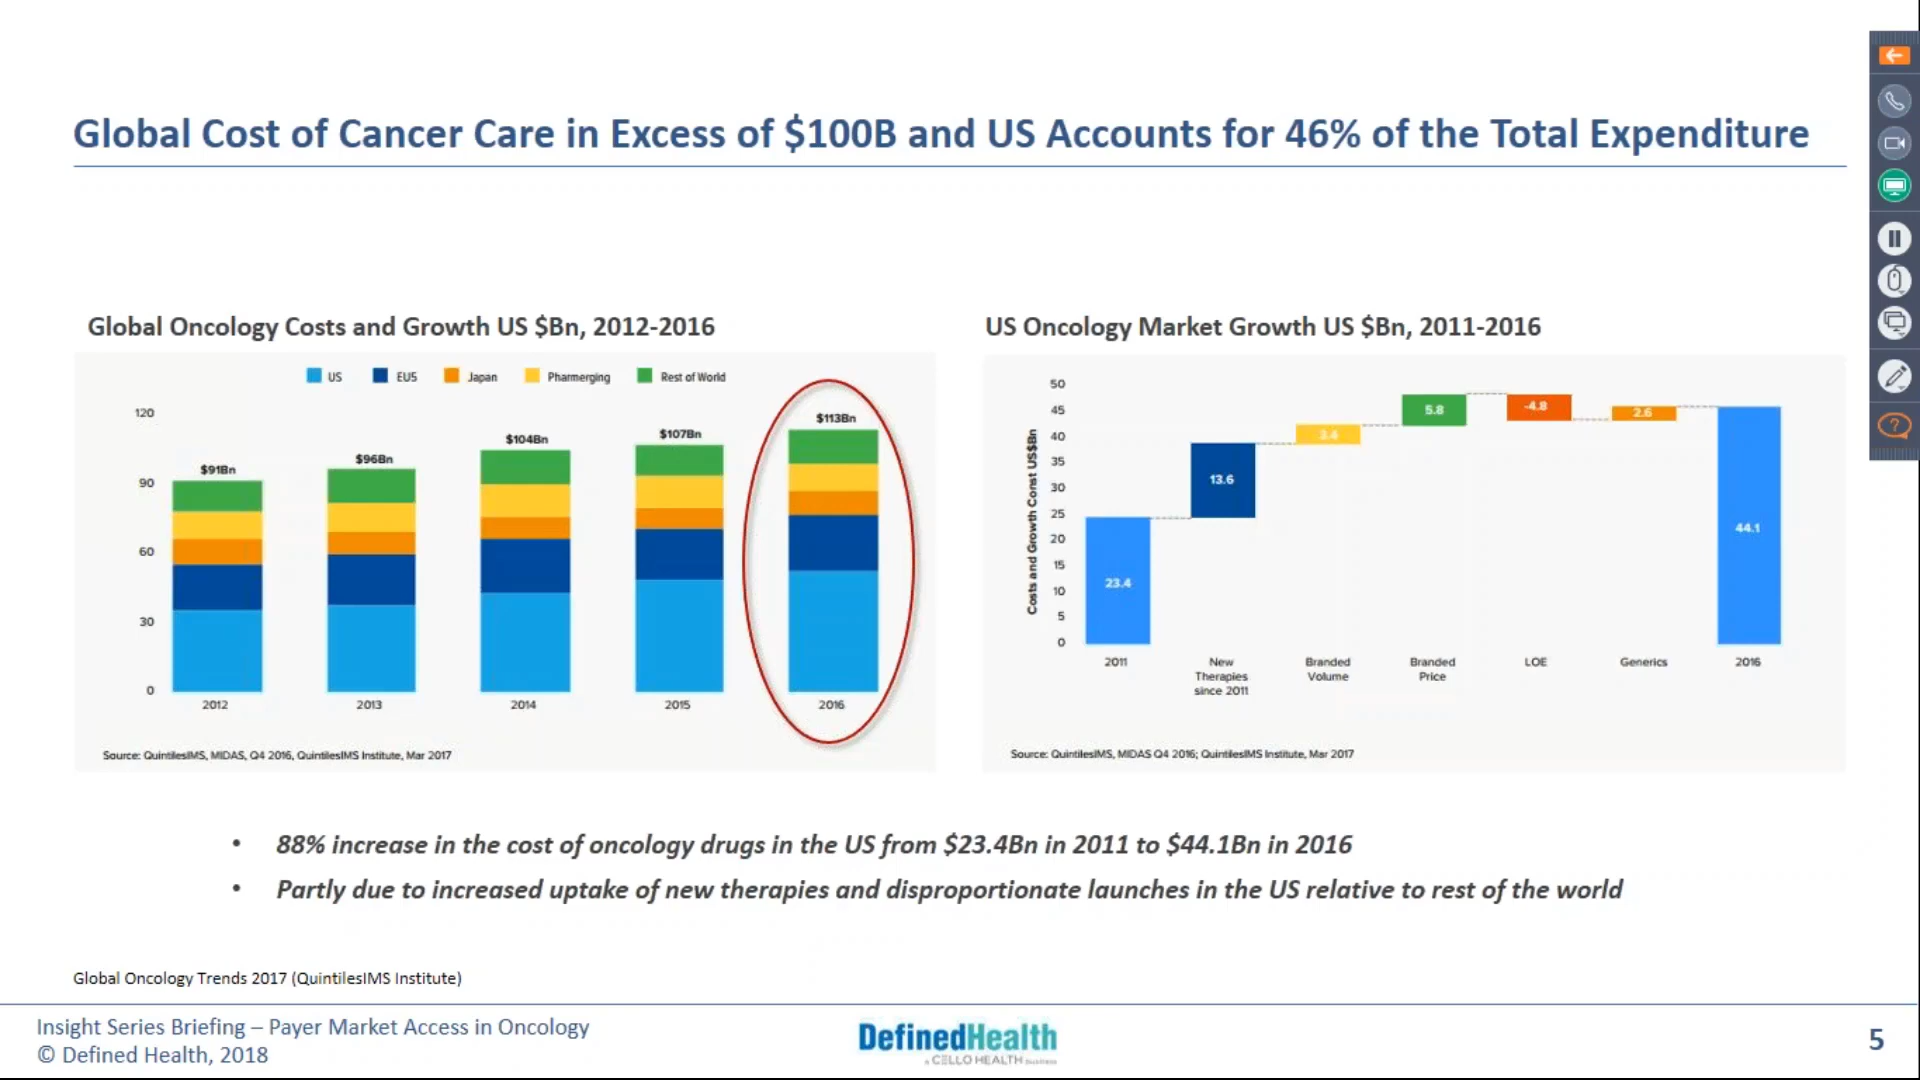 Global Cost of Cancer Care in Excess of $100B and US Accounts for 46% of the Total Expenditure
Global Oncology Costs and Growth US $Bn, 2012-2016
US EU5 Japan Pharmerging Rest of World
120
90
60
30
0
$91Bn
$96Bn
$104Bn
$107Bn
$113Bn
2012 2013 2014 2015 2016
Source: QuintilesIMS, MIDAS, Q4 2016, QuintilesIMS Institute, Mar 2017
US Oncology Market Growth US $Bn, 2011-2016
Costs and Growth Const US$Bn
50
45
40
35
30
25
20
15
10
5
0
23.4
13.6
3.4
5.8
-4.8
2.6
44.1
2011
New
Therapies
since 2011
Branded
Volume
Branded
Price
LOE
Generics
2016
Source: QuintilesIMS, MIDAS Q4 2016; QuintilesIMS Institute, Mar 2017
• 88% increase in the cost of oncology drugs in the US from $23.4Bn in 2011 to $44.1Bn in 2016
• Partly due to increased uptake of new therapies and disproportionate launches in the US relative to rest of the world
Global Oncology Trends 2017 (QuintilesIMS Institute)
Insight Series Briefing – Payer Market Access in Oncology
© Defined Health, 2018
DefinedHealth
a CELLO HEALTH business
5